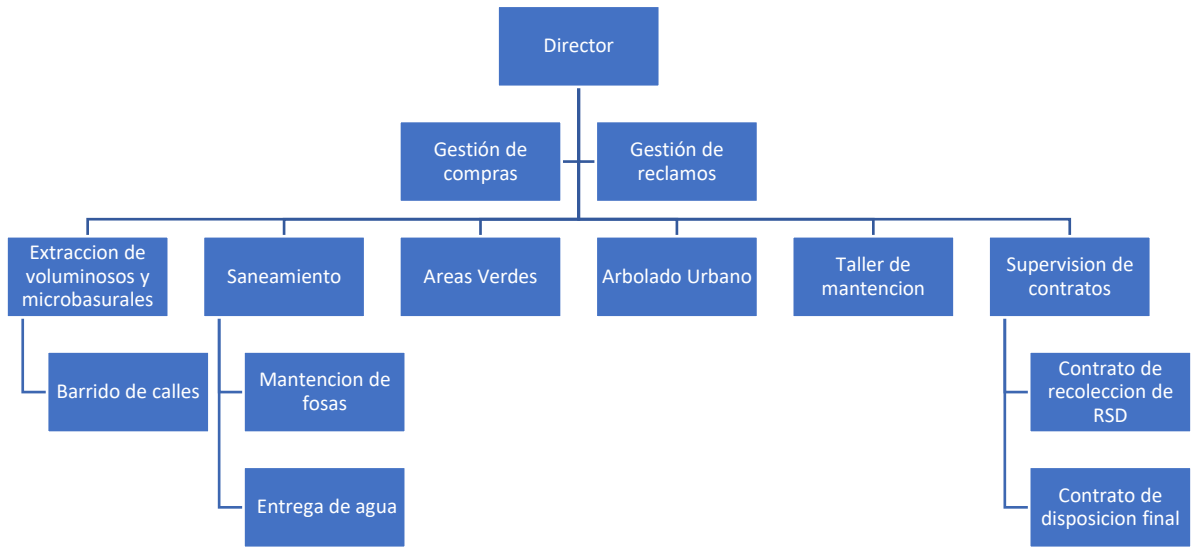 Director
Gestión de
compras
Gestión de
reclamos
Extraccion de
voluminosos y
microbasurales
Saneamiento
Areas Verdes
Arbolado Urbano
Taller de
mantencion
Supervision de
contratos
Barrido de calles
Mantencion de
fosas
Contrato de
recoleccion de
RSD
Entrega de agua
Contrato de
disposicion final